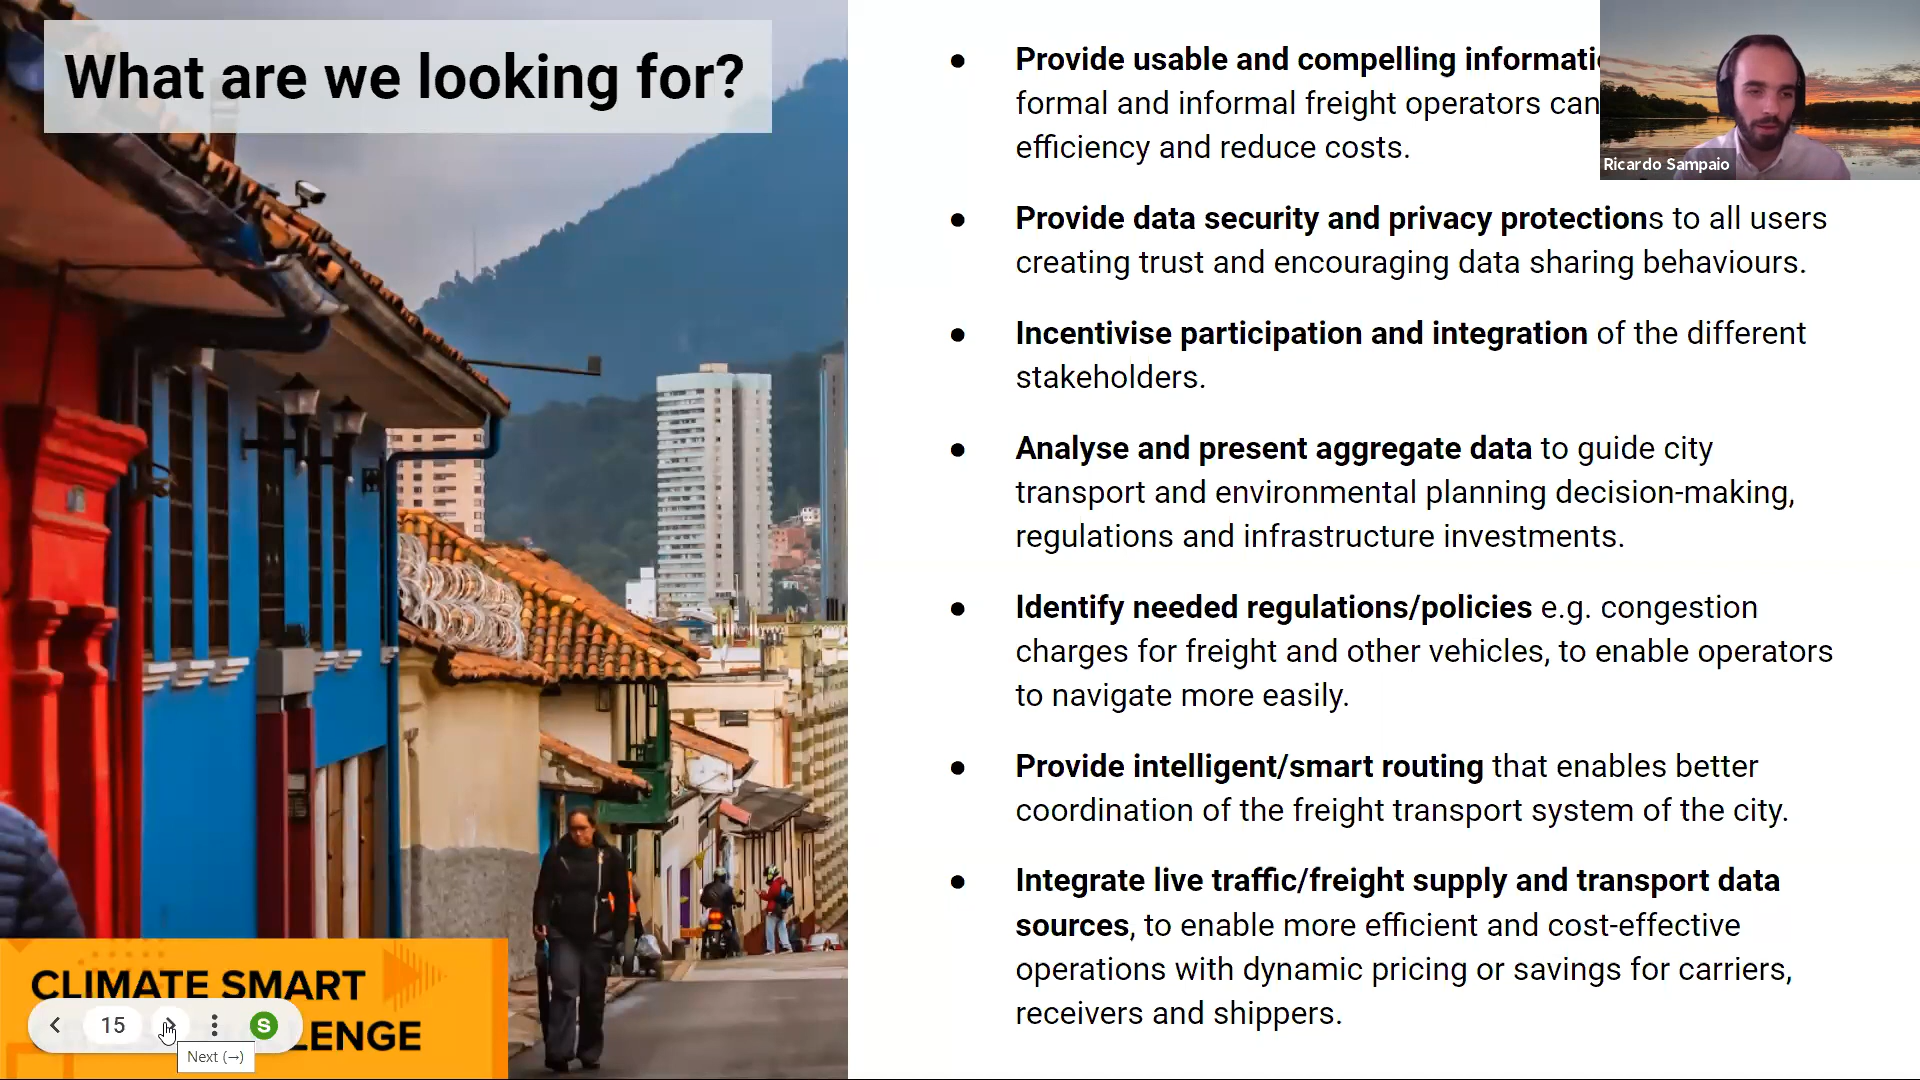 What are we looking for?
● Provide usable and compelling
formal and informal freight operators can
efficiency and reduce costs.
● Provide data security and privacy protections to all users
creating trust and encouraging data sharing behaviours.
● Incentivise participation and integration of the different
stakeholders.
● Analyse and present aggregate data to guide city
transport and environmental planning decision-making,
regulations and infrastructure investments.
● Identify needed regulations/policies e.g. congestion
charges for freight and other vehicles, to enable operators
to navigate more easily.
● Provide intelligent/smart routing that enables better
coordination of the freight transport system of the city.
● Integrate live traffic/freight supply and transport data
sources, to enable more efficient and cost-effective
operations with dynamic pricing or savings for carriers,
receivers and shippers.
Ricardo Sampaio
CLIMATE SMART
LENGE
15
S
Next (→)